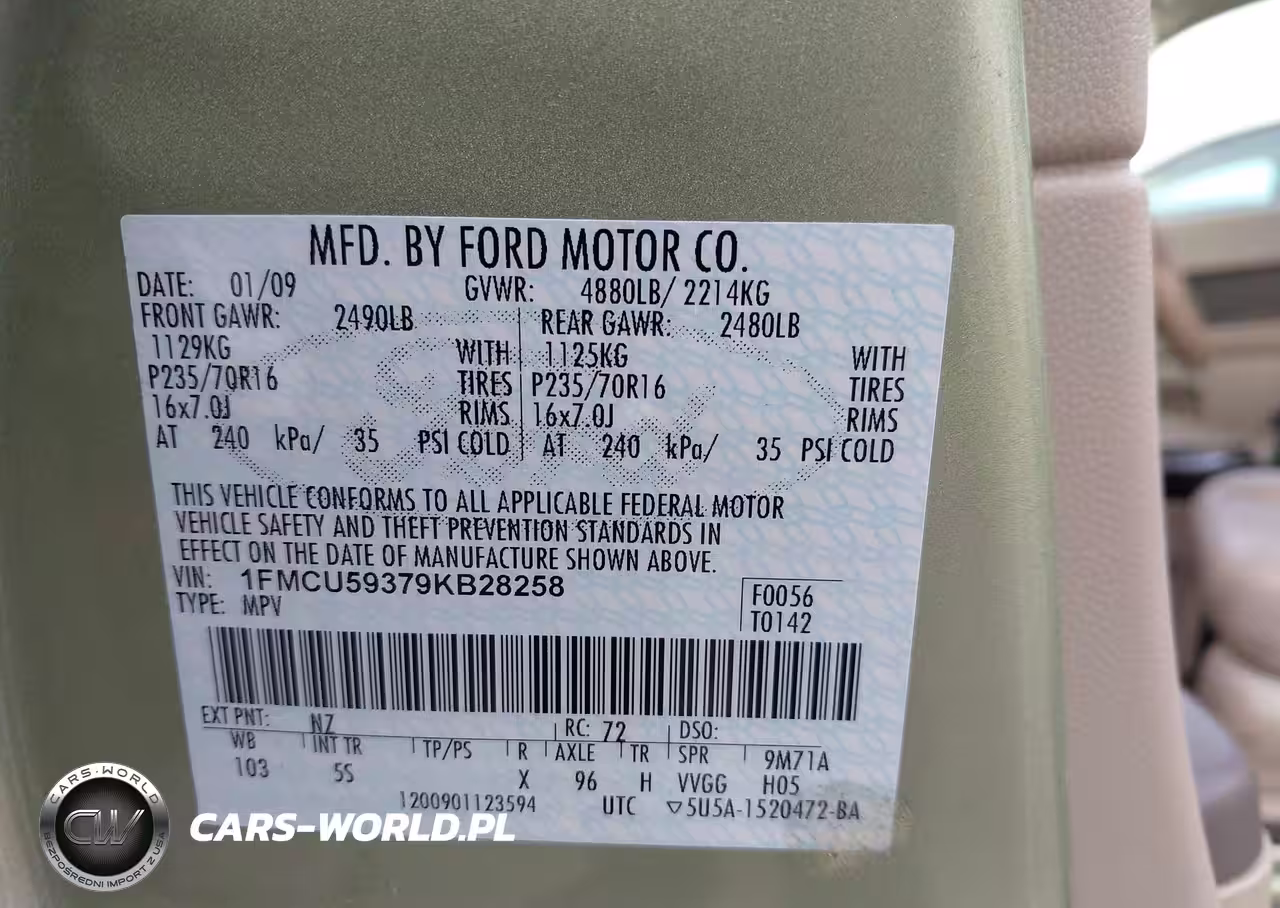 MFD. BY FORD MOTOR CO.
DATE: 01/09 GVWR: 4880LB/ 2214KG
FRONT GAWR: 2490LB REAR GAWR: 2480LB
1129KG WITH 1125KG WITH
P235/70R16 TIRES P235/70R16 TIRES
16x7.0J RIMS 16x7.0J RIMS
AT 240 kPa/ 35 PSI COLD AT 240 kPa/ 35 PSI COLD
THIS VEHICLE CONFORMS TO ALL APPLICABLE FEDERAL MOTOR
VEHICLE SAFETY AND THEFT PREVENTION STANDARDS IN
EFFECT ON THE DATE OF MANUFACTURE SHOWN ABOVE.
VIN: 1FMCU59379KB28258
TYPE: MPV
F0056
T0142
EXT PNT: NZ RC: 72 DSO:
WB INT TR TP/PS R AXLE TR SPR 9M71A
103 5S X 96 H VVGG H05
1200901123594 UTC ▽5U5A-1520472-BA
CARS-WORLD
CW
BEZPOŚREDNI IMPORT Z USA
CARS-WORLD.PL